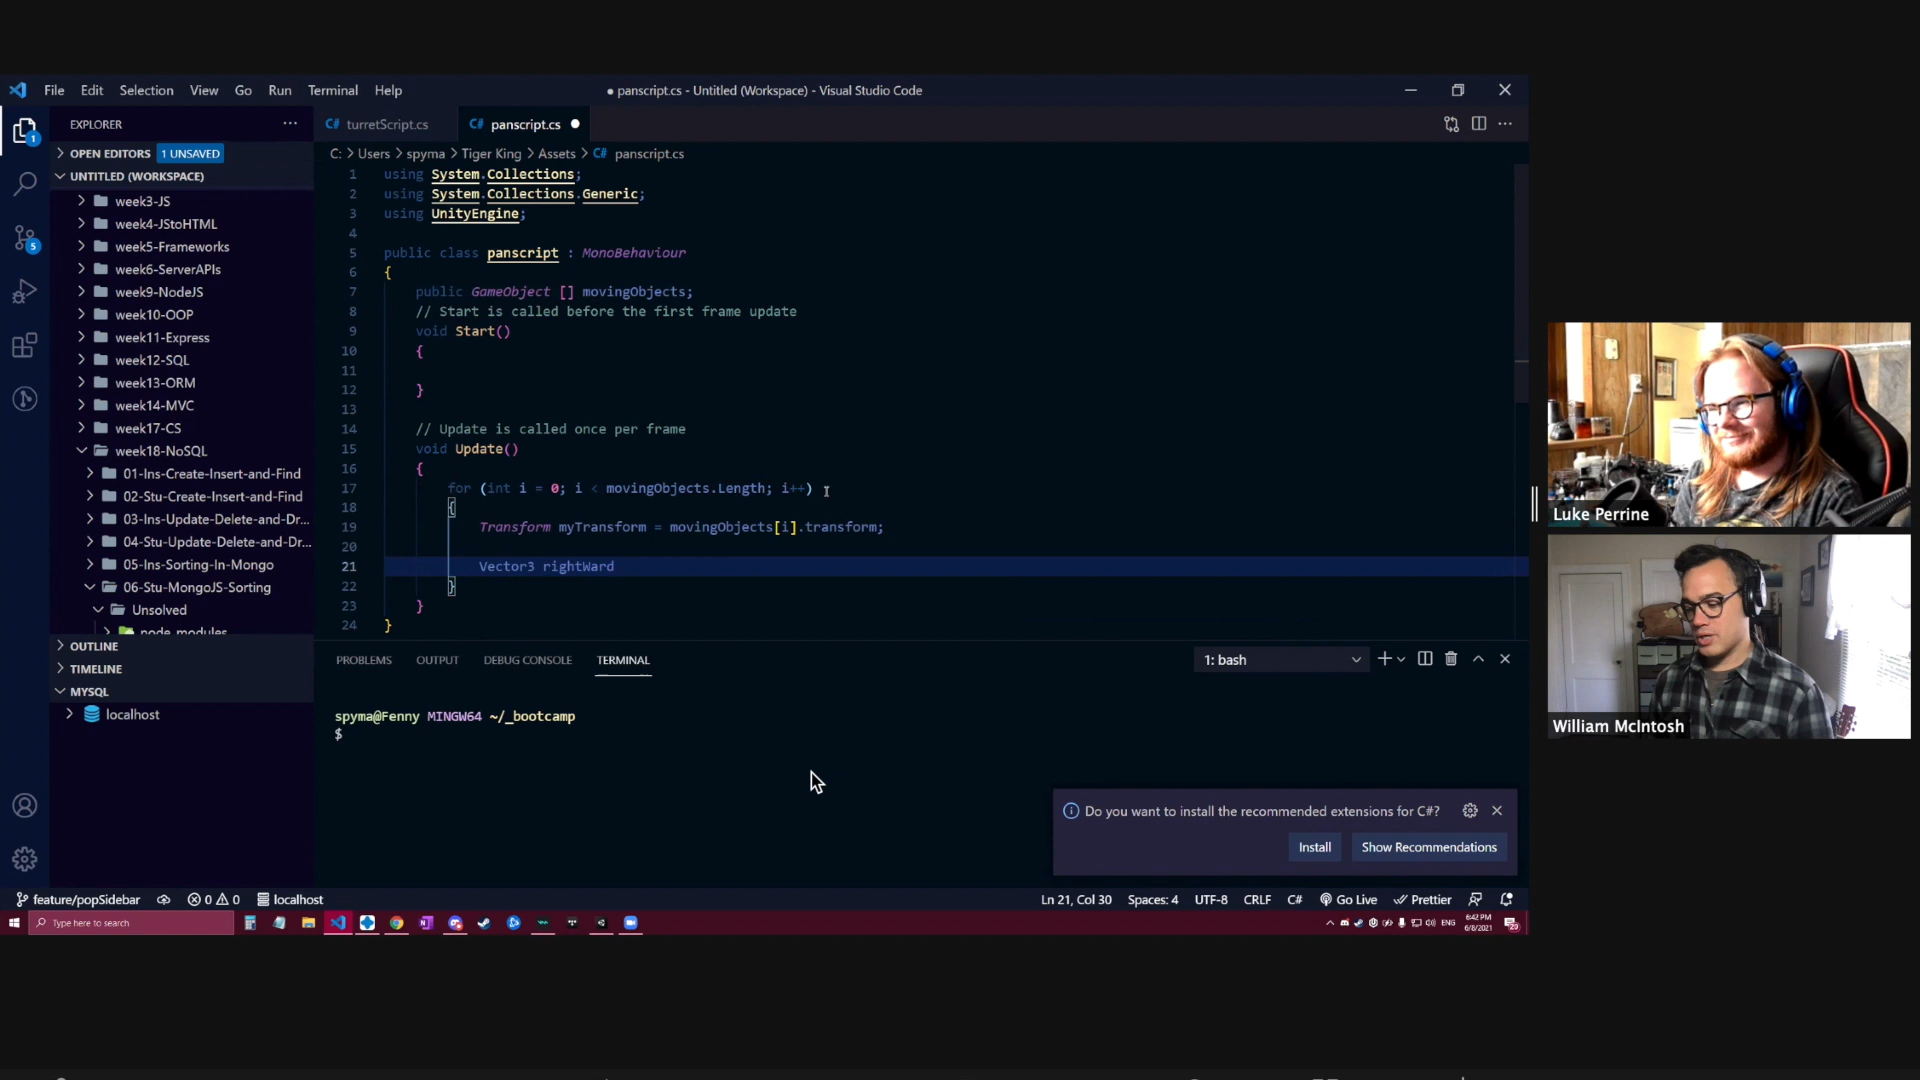 File Edit Selection View Go Run Terminal Help
● panscript.cs - Untitled (Workspace) - Visual Studio Code
1
5
EXPLORER
OPEN EDITORS 1 UNSAVED
UNTITLED (WORKSPACE)
week3-JS
week4-JStoHTML
week5-Frameworks
week6-ServerAPIs
week9-NodeJS
week10-OOP
week11-Express
week12-SQL
week13-ORM
week14-MVC
week17-CS
week18-NoSQL
01-Ins-Create-Insert-and-Find
02-Stu-Create-Insert-and-Find
03-Ins-Update-Delete-and-Dr...
04-Stu-Update-Delete-and-Dr...
05-Ins-Sorting-In-Mongo
06-Stu-MongoJS-Sorting
Unsolved
node_modules
OUTLINE
TIMELINE
MYSQL
localhost
C# turretScript.cs C# panscript.cs
C: > Users > spyma > Tiger King > Assets > C# panscript.cs
1 using System.Collections;
2 using System.Collections.Generic;
3 using UnityEngine;
4
5 public class panscript : MonoBehaviour
6 {
7 public GameObject [] movingObjects;
8 // Start is called before the first frame update
9 void Start()
10 {
11
12 }
13
14 // Update is called once per frame
15 void Update()
16 {
17 for (int i = 0; i < movingObjects.Length; i++)
18 {
19 Transform myTransform = movingObjects[i].transform;
20
21 Vector3 rightWard
22 }
23 }
24 }
PROBLEMS OUTPUT DEBUG CONSOLE TERMINAL
1: bash
spyma@Fenny MINGW64 ~/_bootcamp
$
Do you want to install the recommended extensions for C#?
Install Show Recommendations
feature/popSidebar 0 0 localhost
Ln 21, Col 30 Spaces: 4 UTF-8 CRLF C# Go Live Prettier
Type here to search
ENG
6:42 PM
6/8/2021
Luke Perrine
William McIntosh